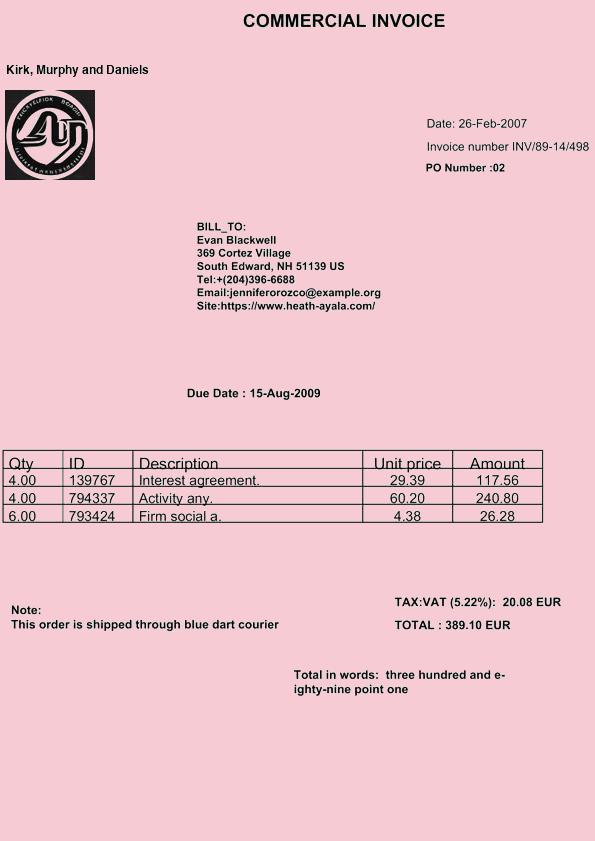 COMMERCIAL INVOICE
Kirk, Murphy and Daniels
Date: 26-Feb-2007
Invoice number INV/89-14/498
PO Number :02
BILL_TO:
Evan Blackwell
369 Cortez Village
South Edward, NH 51139 US
Tel:+(204)396-6688
Email:jenniferorozco@example.org
Site:https://www.heath-ayala.com/
Due Date : 15-Aug-2009
Qty ID Description Unit price Amount
4.00 139767 Interest agreement. 29.39 117.56
4.00 794337 Activity any. 60.20 240.80
6.00 793424 Firm social a. 4.38 26.28
TAX:VAT (5.22%): 20.08 EUR
Note:
This order is shipped through blue dart courier
TOTAL : 389.10 EUR
Total in words: three hundred and e-
ighty-nine point one